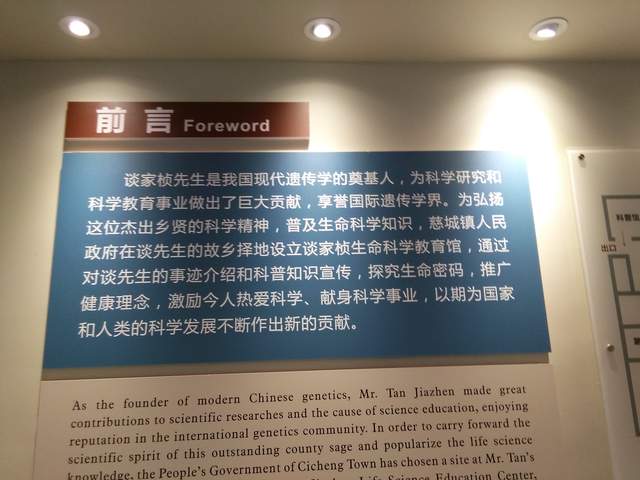 前言 Foreword
谈家桢先生是我国现代遗传学的奠基人，为科学研究和
科学教育事业做出了巨大贡献，享誉国际遗传学界。为弘扬
这位杰出乡贤的科学精神，普及生命科学知识，慈城镇人民
政府在谈先生的故乡择地设立谈家桢生命科学教育馆，通过
对谈先生的事迹介绍和科普知识宣传，探究生命密码，推广
健康理念，激励今人热爱科学、献身科学事业，以期为国家
和人类的科学发展不断作出新的贡献。
As the founder of modern Chinese genetics, Mr. Tan Jiazhen made great
contributions to scientific researches and the cause of science education, enjoying
reputation in the international genetics community. In order to carry forward the
scientific spirit of this outstanding county sage and popularize the life science
knowledge, the People's Government of Cicheng Town has chosen a site at Mr. Tan's
Life Science Education Center,
出口